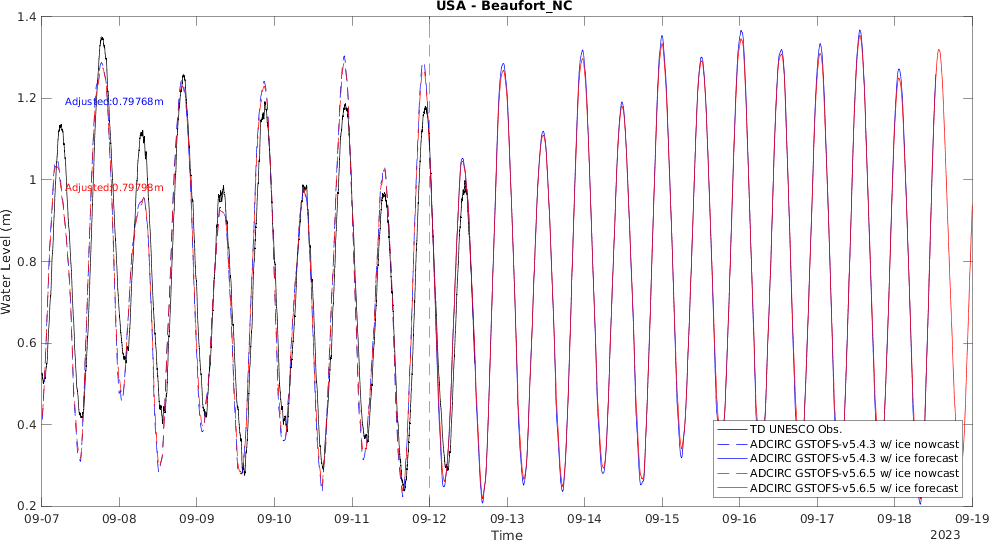 USA - Beaufort_NC
1.4
1.2
1
0.8
0.6
0.4
0.2
Water Level (m)
Adjusted:0.79768m
Adjusted:0.79798m
TD UNESCO Obs.
ADCIRC GSTOFS-v5.4.3 w/ ice nowcast
ADCIRC GSTOFS-v5.4.3 w/ ice forecast
ADCIRC GSTOFS-v5.6.5 w/ ice nowcast
ADCIRC GSTOFS-v5.6.5 w/ ice forecast
09-07 09-08 09-09 09-10 09-11 09-12 09-13 09-14 09-15 09-16 09-17 09-18 09-19
Time
2023